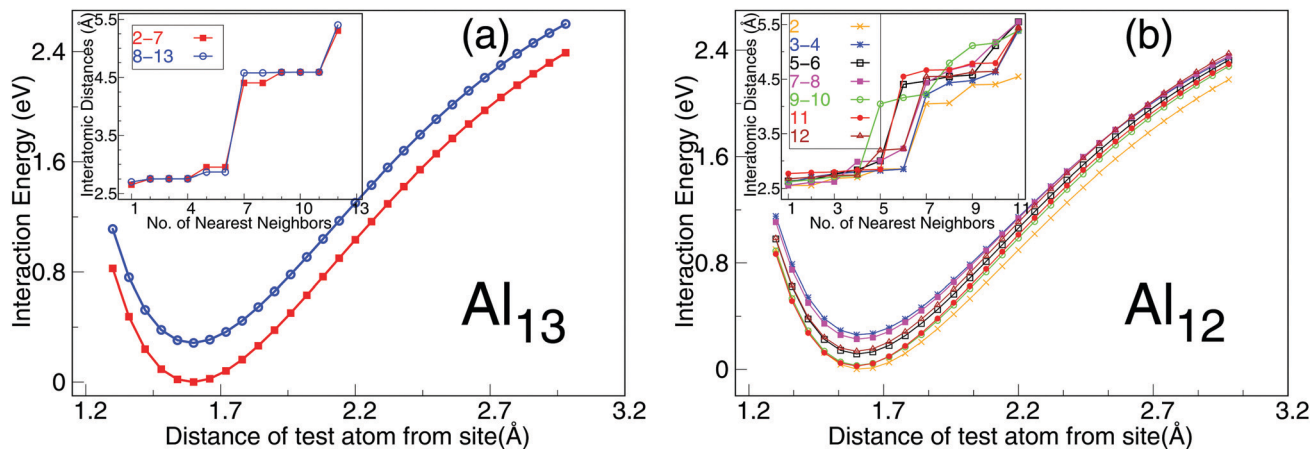 (a)
Interaction Energy (eV)
2.4
1.6
0.8
0
1.2 1.7 2.2 2.7 3.2
Distance of test atom from site(Å)
Al13
Interatomic Distances (Å)
5.5
4.5
3.5
2.5
1 4 7 10 13
No. of Nearest Neighbors
2−7
8−13
(b)
Interaction Energy (eV)
2.4
1.6
0.8
0
1.2 1.7 2.2 2.7 3.2
Distance of test atom from site(Å)
Al12
Interatomic Distances (Å)
5.5
4.5
3.5
2.5
1 3 5 7 9 11
No. of Nearest Neighbors
2
3−4
5−6
7−8
9−10
11
12